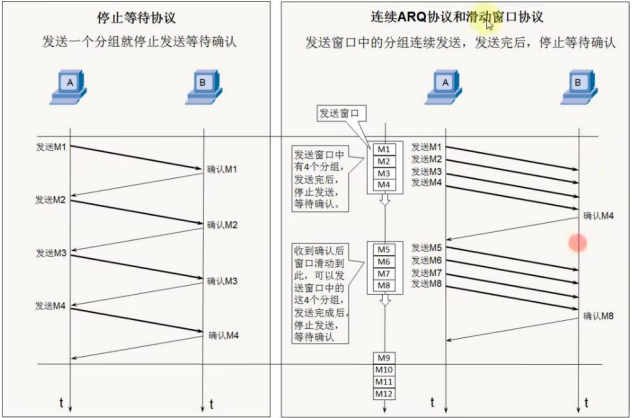 停止等待协议
发送一个分组就停止发送等待确认
A
B
发送M1
确认M1
发送M2
确认M2
发送M3
确认M3
发送M4
确认M4
t
t
连续ARQ协议和滑动窗口协议
发送窗口中的分组连续发送，发送完后，停止等待确认
A
B
发送窗口
发送窗口中
有4个分组，
发送完后，
停止发送，
等待确认。
M1
M2
M3
M4
发送M1
发送M2
发送M3
发送M4
确认M4
收到确认后
窗口滑动到
此，可以发
送窗口中的
这4个分组，
发送完成后，
停止发送，
等待确认
M5
M6
M7
M8
发送M5
发送M6
发送M7
发送M8
确认M8
M9
M10
M11
M12
t
t